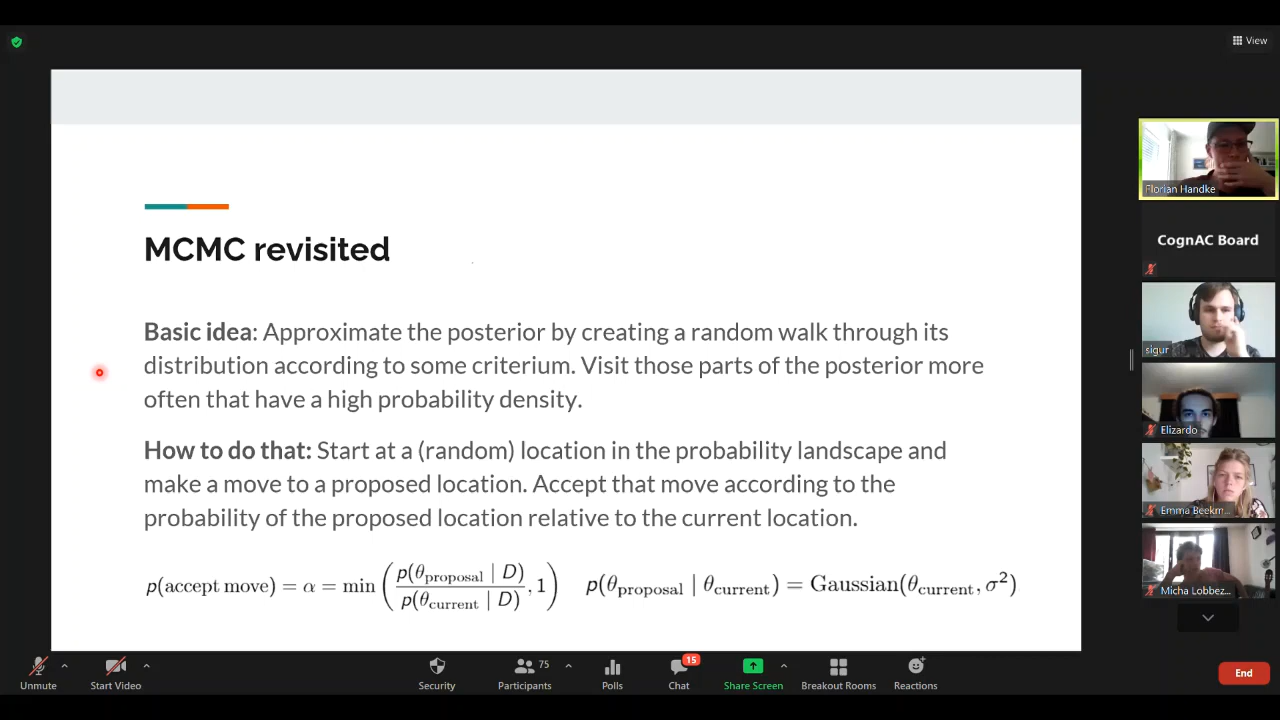 View
MCMC revisited
Basic idea: Approximate the posterior by creating a random walk through its
distribution according to some criterium. Visit those parts of the posterior more
often that have a high probability density.
How to do that: Start at a (random) location in the probability landscape and
make a move to a proposed location. Accept that move according to the
probability of the proposed location relative to the current location.
p(accept move) = α = min ( p(θproposal | D) / p(θcurrent | D) , 1 )
p(θproposal | θcurrent) = Gaussian(θcurrent, σ²)
Florian Handke
CognAC Board
sigur
Elizardo
Emma Beekm...
Micha Lobbez...
Unmute
Start Video
Security
75
Participants
Polls
15
Chat
Share Screen
Breakout Rooms
Reactions
End